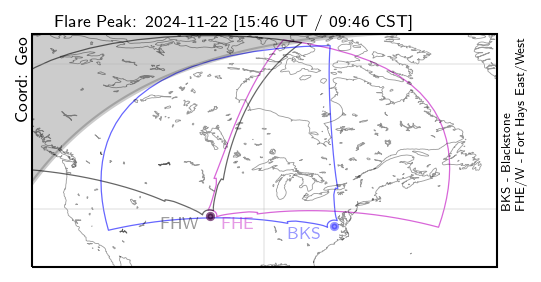 Flare Peak: 2024-11-22 [15:46 UT / 09:46 CST]
Coord: Geo
FHW
FHE
BKS
BKS - Blackstone
FHE/W - Fort Hays East/West